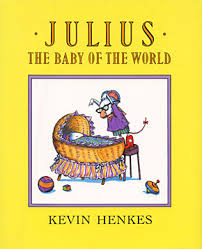 · JULIUS ·
THE BABY OF THE WORLD
KEVIN HENKES